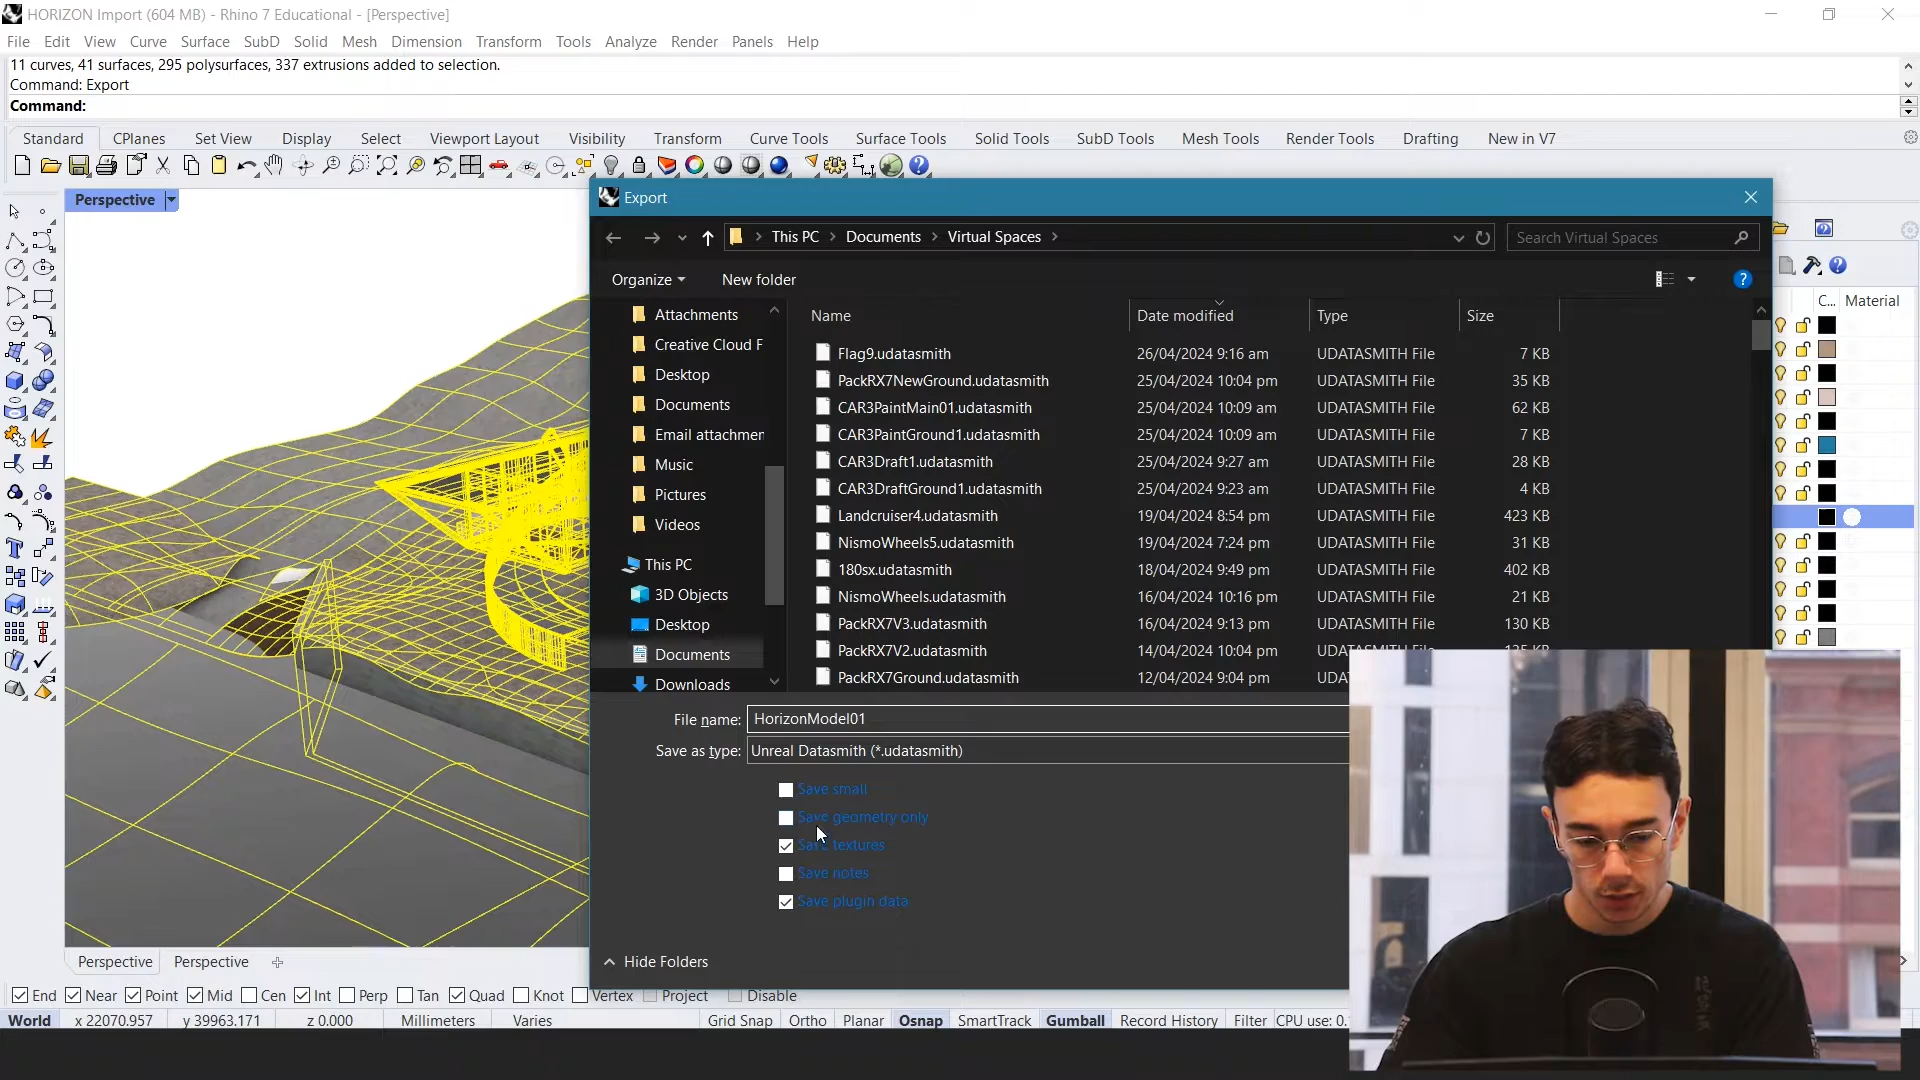 HORIZON Import (604 MB) - Rhino 7 Educational - [Perspective]
File Edit View Curve Surface SubD Solid Mesh Dimension Transform Tools Analyze Render Panels Help
11 curves, 41 surfaces, 295 polysurfaces, 337 extrusions added to selection.
Command: Export
Command:
Standard CPlanes Set View Display Select Viewport Layout Visibility Transform Curve Tools Surface Tools Solid Tools SubD Tools Mesh Tools Render Tools Drafting New in V7
Perspective
Export
This PC Documents Virtual Spaces Search Virtual Spaces
Organize New folder
C... Material
Name Date modified Type Size
Attachments
Creative Cloud F
Desktop
Documents
Email attachmen
Music
Pictures
Videos
This PC
3D Objects
Desktop
Documents
Downloads
Flag9.udatasmith 26/04/2024 9:16 am UDATASMITH File 7 KB
PackRX7NewGround.udatasmith 25/04/2024 10:04 pm UDATASMITH File 35 KB
CAR3PaintMain01.udatasmith 25/04/2024 10:09 am UDATASMITH File 62 KB
CAR3PaintGround1.udatasmith 25/04/2024 10:09 am UDATASMITH File 7 KB
CAR3Draft1.udatasmith 25/04/2024 9:27 am UDATASMITH File 28 KB
CAR3DraftGround1.udatasmith 25/04/2024 9:23 am UDATASMITH File 4 KB
Landcruiser4.udatasmith 19/04/2024 8:54 pm UDATASMITH File 423 KB
NismoWheels5.udatasmith 19/04/2024 7:24 pm UDATASMITH File 31 KB
180sx.udatasmith 18/04/2024 9:49 pm UDATASMITH File 402 KB
NismoWheels.udatasmith 16/04/2024 10:16 pm UDATASMITH File 21 KB
PackRX7V3.udatasmith 16/04/2024 9:13 pm UDATASMITH File 130 KB
PackRX7V2.udatasmith 14/04/2024 10:04 pm
PackRX7Ground.udatasmith 12/04/2024 9:04 pm UDA
File name: HorizonModel01
Save as type: Unreal Datasmith (*.udatasmith)
Save small
Save geometry only
Save textures
Save notes
Save plugin data
Hide Folders
Perspective Perspective
End Near Point Mid Cen Int Perp Tan Quad Knot Vertex Project Disable
World x 22070.957 y 39963.171 z 0.000 Millimeters Varies Grid Snap Ortho Planar Osnap SmartTrack Gumball Record History Filter CPU use: 0.